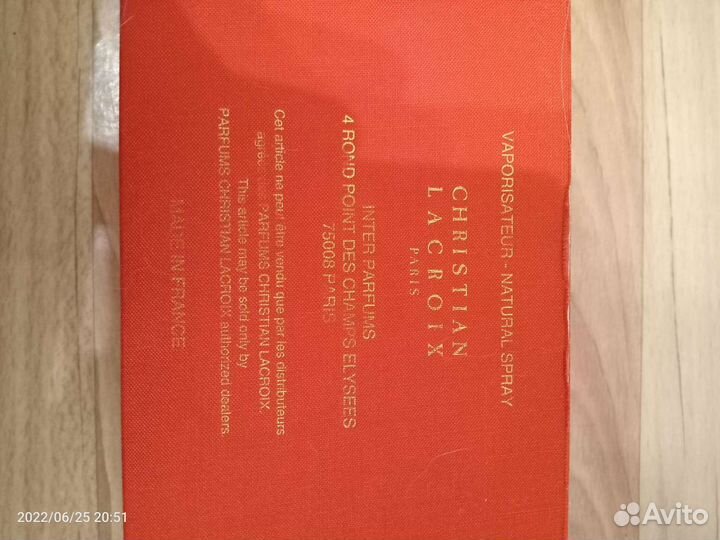 VAPORISATEUR - NATURAL SPRAY
CHRISTIAN
LACROIX
PARIS
INTER PARFUMS
4 ROND POINT DES CHAMPS ELYSEES
75008 PARIS
Cet article ne peut être vendu que par les distributeurs
agréés PARFUMS CHRISTIAN LACROIX.
This article may be sold only by
PARFUMS CHRISTIAN LACROIX authorized dealers.
MADE IN FRANCE
2022/06/25 20:51
Avito